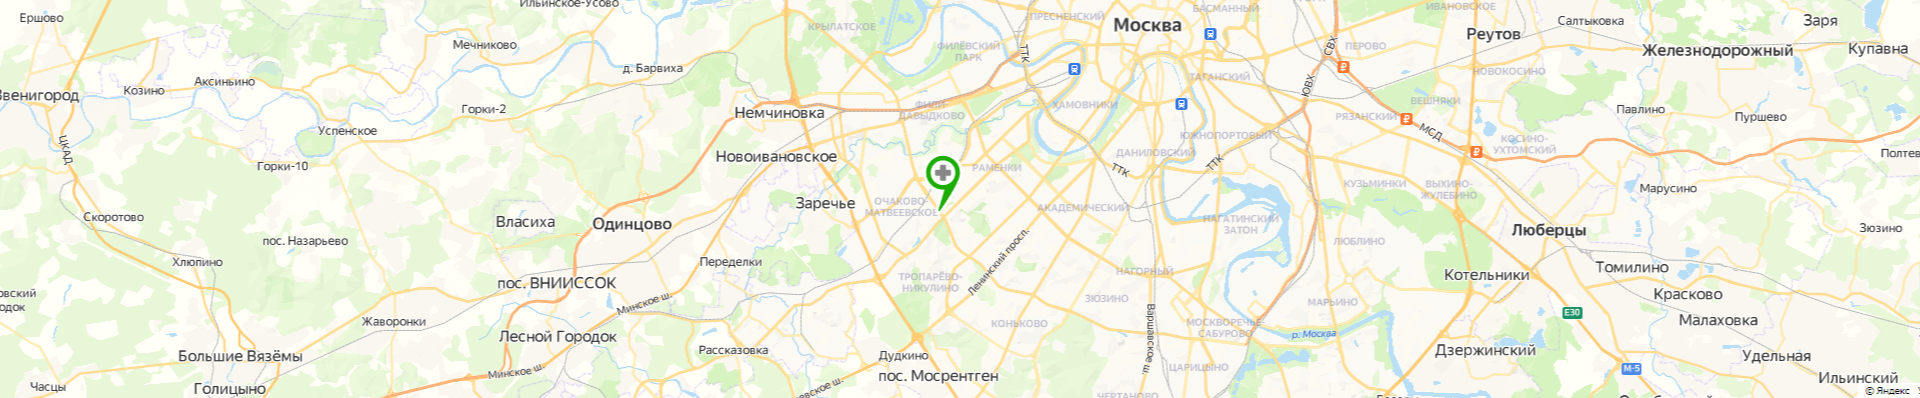 Ершово
Ильинское-Усово
КРЫЛАТСКОЕ
ПРЕСНЕНСКИЙ
БАСМАННЫЙ
ИВАНОВСКОЕ
Салтыковка
Заря
Москва
Мечниково
ФИЛЁВСКИЙ
ПАРК
ТТК
СВХ
ПЕРОВО
Реутов
Железнодорожный
Купавна
д. Барвиха
Аксиньино
Козино
Звенигород
ТАГАНСКИЙ
ЮВХ
НОВОКОСИНО
Горки-2
Немчиновка
ФИЛИ-
ДАВЫДКОВО
ХАМОВНИКИ
ВЕШНЯКИ
РЯЗАНСКИЙ
Павлино
Пуршево
Успенское
ЦКАД
ЮЖНОПОРТОВЫЙ
МСД
КОСИНО-
УХТОМСКИЙ
Горки-10
Новоивановское
РАМЕНКИ
ТТК
ДАНИЛОВСКИЙ
ТТК
Полтев
КУЗЬМИНКИ
ВЫХИНО-
ЖУЛЕБИНО
Марусино
Скоротово
Власиха
Одинцово
Заречье
ОЧАКОВО-
МАТВЕЕВСКОЕ
АКАДЕМИЧЕСКИЙ
НАГАТИНСКИЙ
ЗАТОН
Люберцы
Зюзино
пос. Назарьево
Ленинский просп.
ЛЮБЛИНО
Хлюпино
Переделки
ТРОПАРЁВО-
НИКУЛИНО
НАГОРНЫЙ
Котельники
Томилино
пос. ВНИИССОК
Минское ш.
ЗЮЗИНО
МАРЬИНО
Красково
овский
одок
Жаворонки
КОНЬКОВО
Варшавское ш.
МОСКВОРЕЧЬЕ-
САБУРОВО
р. Москва
E30
Малаховка
Лесной Городок
Большие Вязёмы
Рассказовка
Дудкино
Дзержинский
Удельная
Минское ш.
пос. Мосрентген
ЦАРИЦЫНО
М-5
Ильинский
Часцы
Голицыно
ЧЕРТАНОВО
© Яндекс